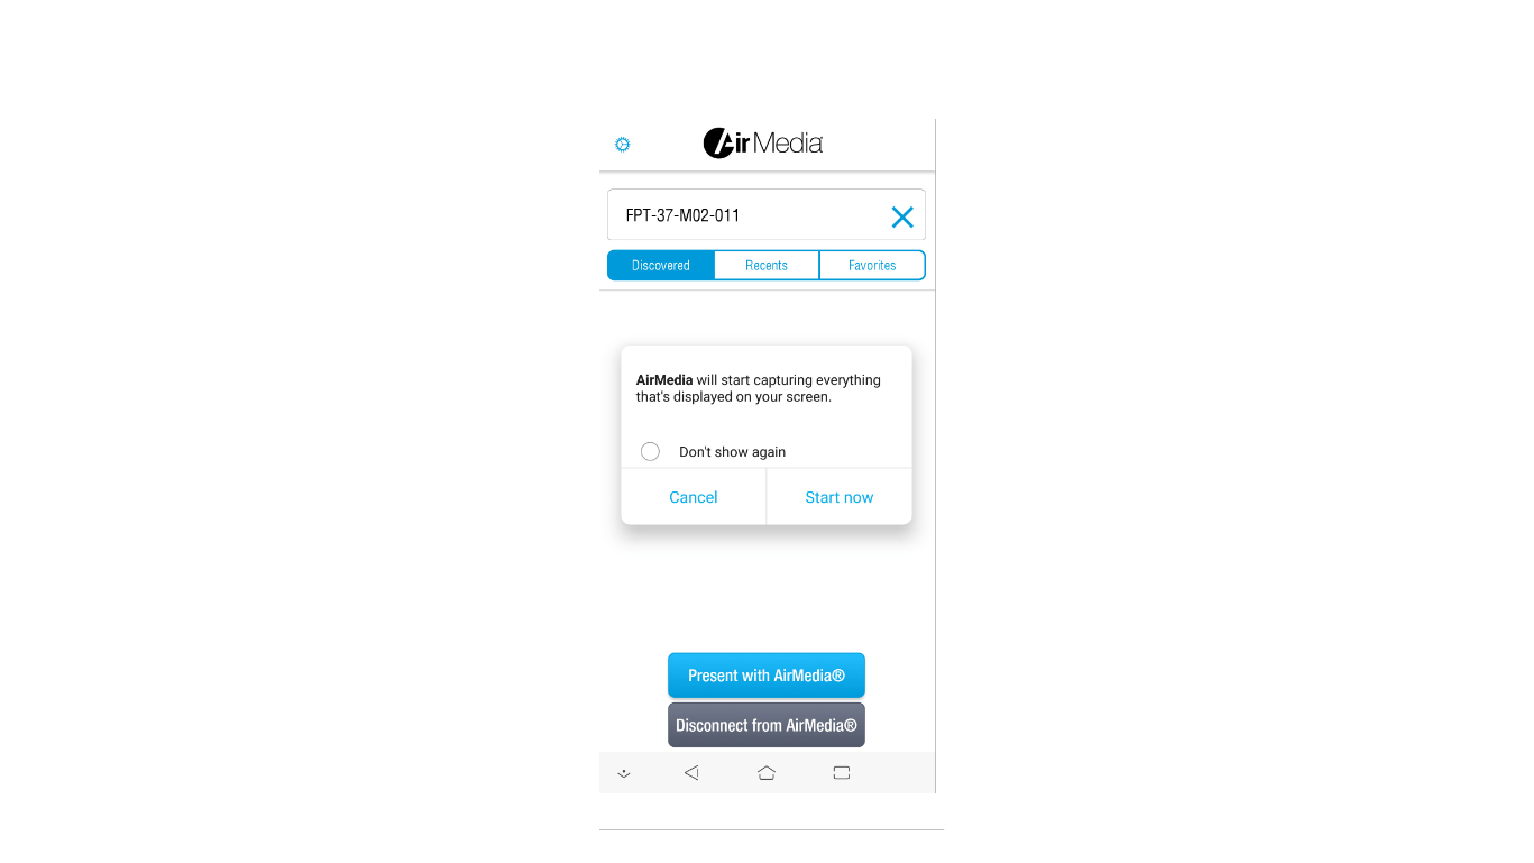 AirMedia
FPT-37-M02-011
Discovered
Recents
Favorites
AirMedia will start capturing everything
that's displayed on your screen.
Don't show again
Cancel
Start now
Present with AirMedia®
Disconnect from AirMedia®